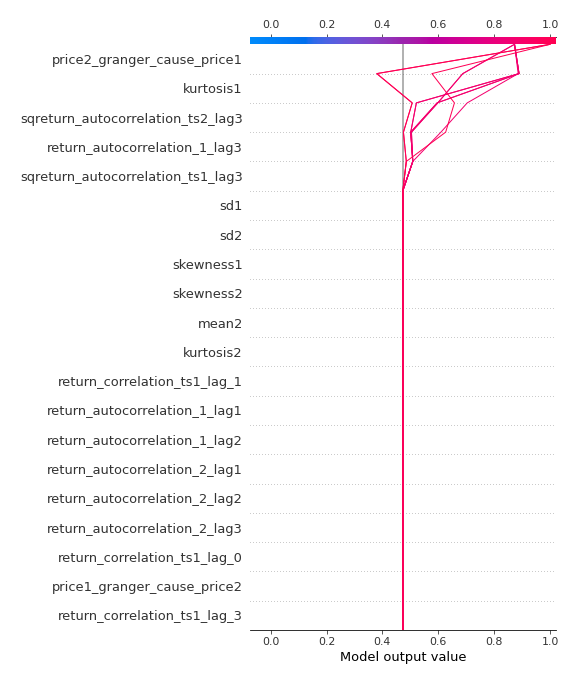 0.0 0.2 0.4 0.6 0.8 1.0
price2_granger_cause_price1
kurtosis1
sqreturn_autocorrelation_ts2_lag3
return_autocorrelation_1_lag3
sqreturn_autocorrelation_ts1_lag3
sd1
sd2
skewness1
skewness2
mean2
kurtosis2
return_correlation_ts1_lag_1
return_autocorrelation_1_lag1
return_autocorrelation_1_lag2
return_autocorrelation_2_lag1
return_autocorrelation_2_lag2
return_autocorrelation_2_lag3
return_correlation_ts1_lag_0
price1_granger_cause_price2
return_correlation_ts1_lag_3
0.0 0.2 0.4 0.6 0.8 1.0
Model output value